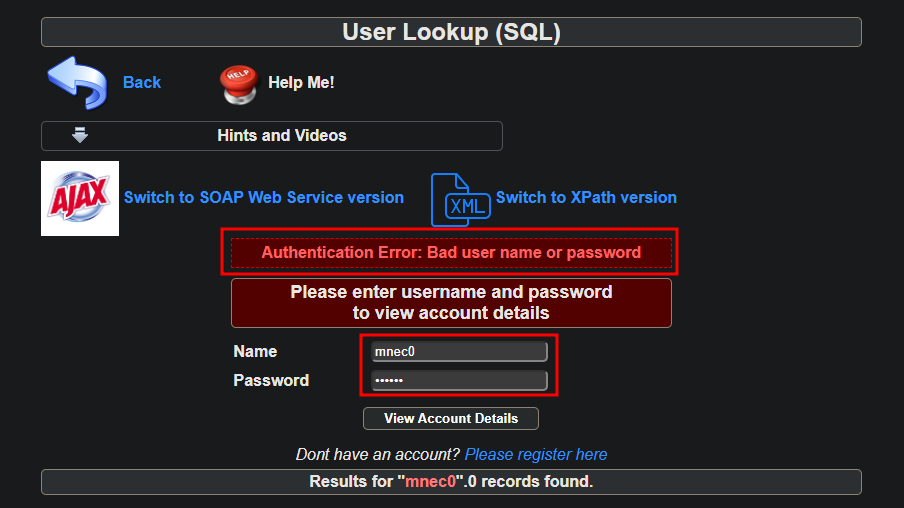 User Lookup (SQL)
Back
HELP
Help Me!
Hints and Videos
AJAX
Switch to SOAP Web Service version
XML
Switch to XPath version
Authentication Error: Bad user name or password
Please enter username and password
to view account details
Name
mnec0
Password
••••••
View Account Details
Dont have an account? Please register here
Results for "mnec0".0 records found.